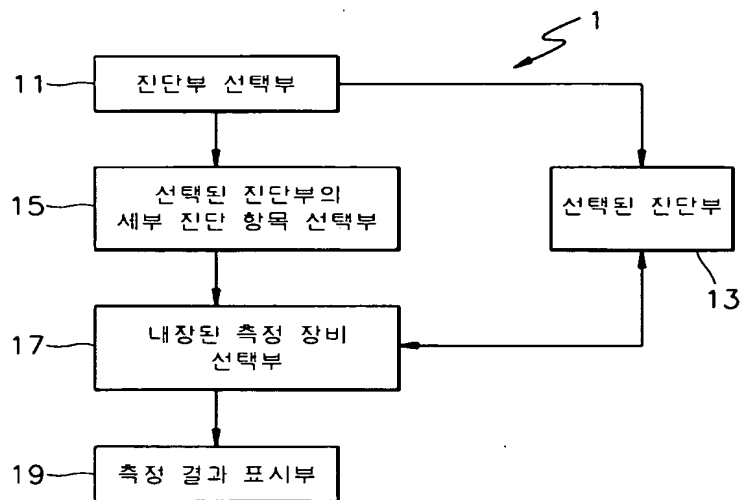 1
11
진단부 선택부
15
선택된 진단부의
세부 진단 항목 선택부
선택된 진단부
13
17
내장된 측정 장비
선택부
19
측정 결과 표시부